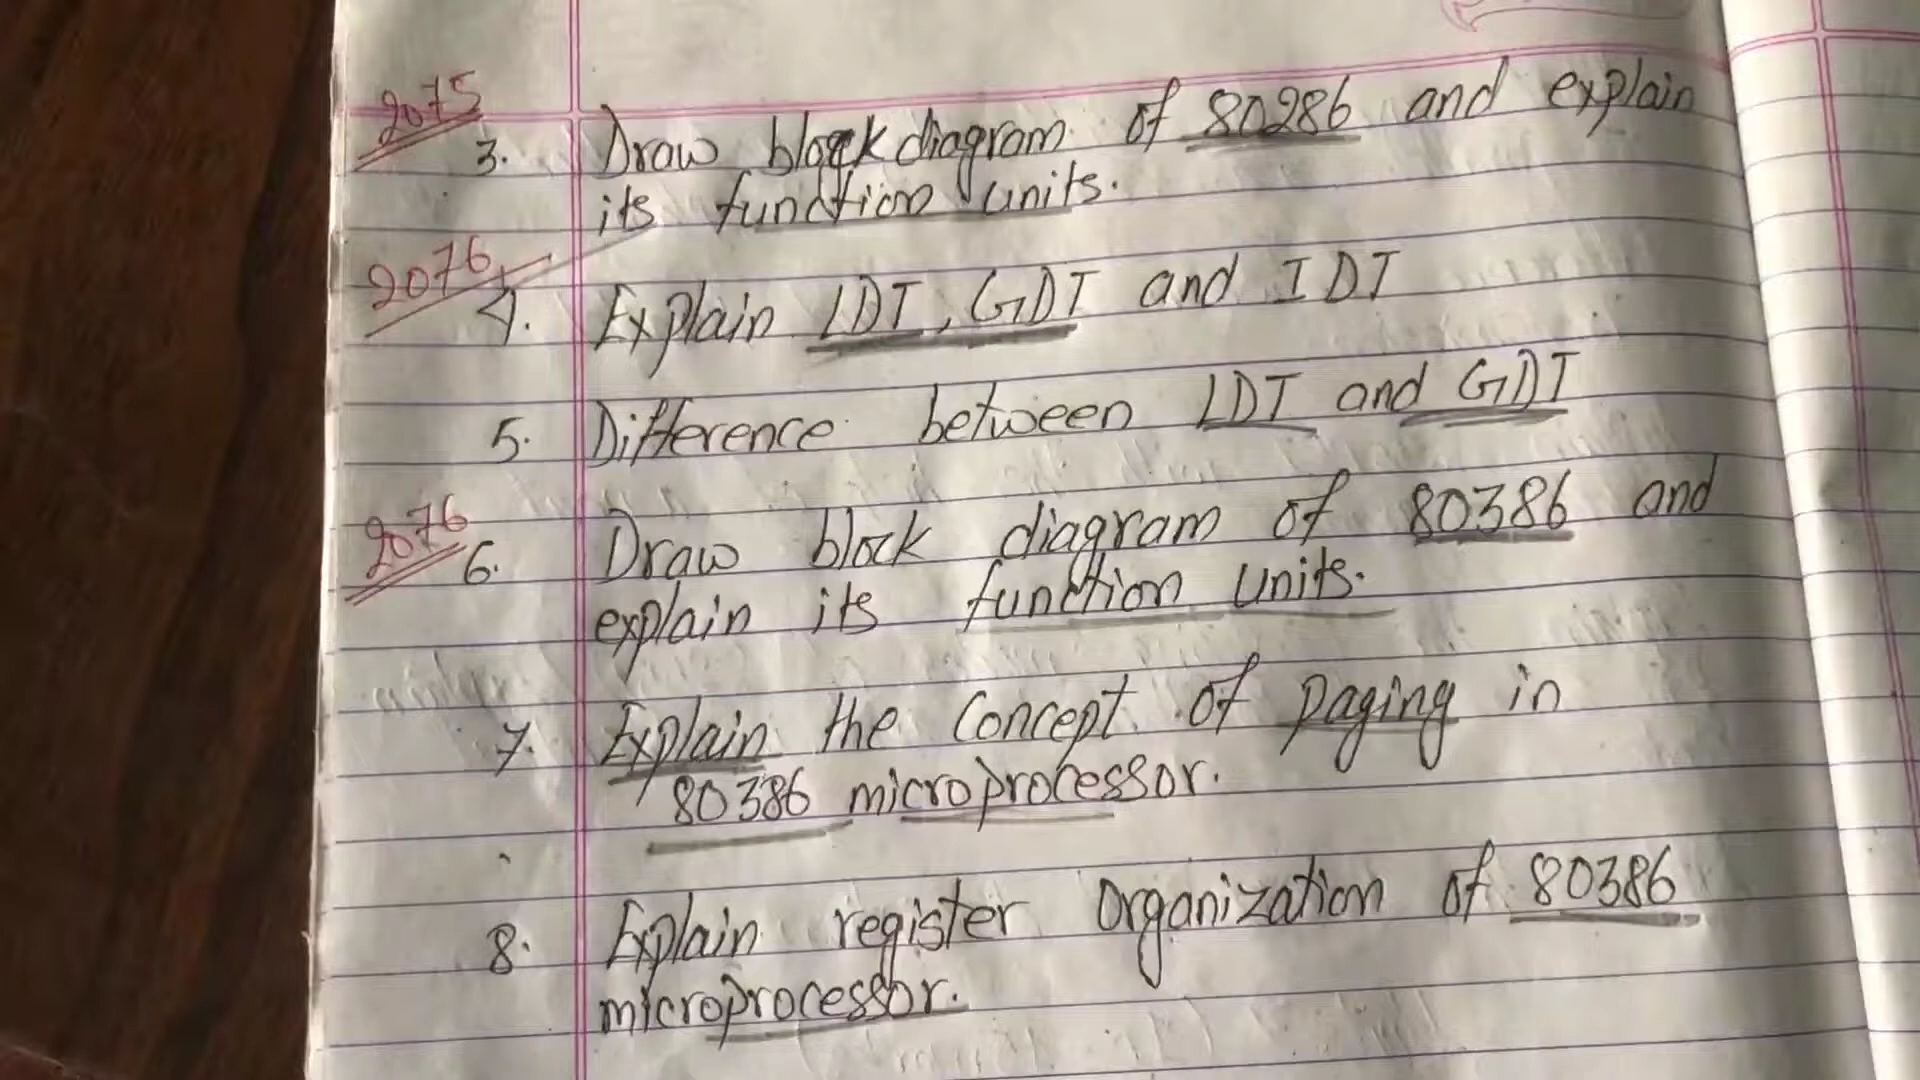 2075
3. Draw block diagram of 80286 and explain
its function units.
2076
4. Explain LDT, GDT and IDT
5. Difference between LDT and GDT
2076
6. Draw block diagram of 80386 and
explain its function units.
7. Explain the Concept of paging in
80386 microprocessor.
8. Explain register Organization of 80386
microprocessor.